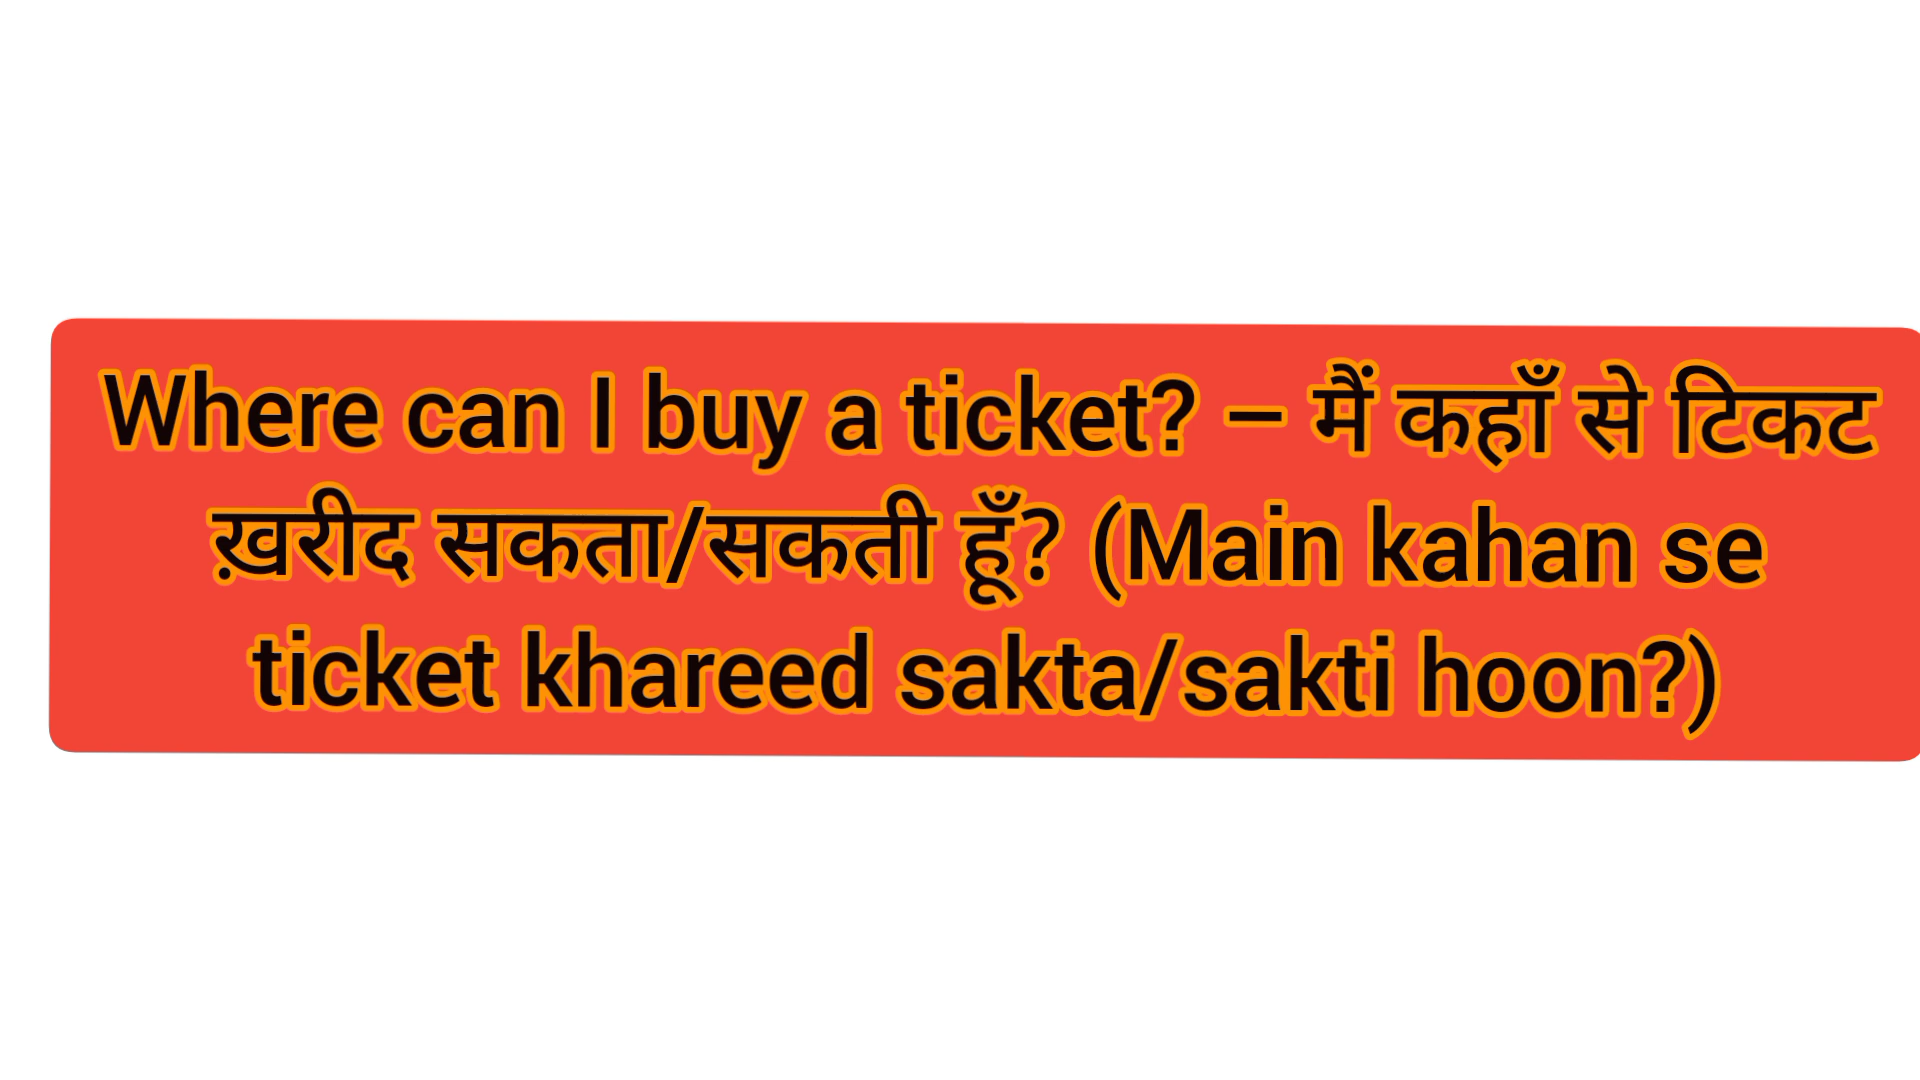 Where can I buy a ticket? – मैं कहाँ से टिकट
ख़रीद सकता/सकती हूँ? (Main kahan se
ticket khareed sakta/sakti hoon?)